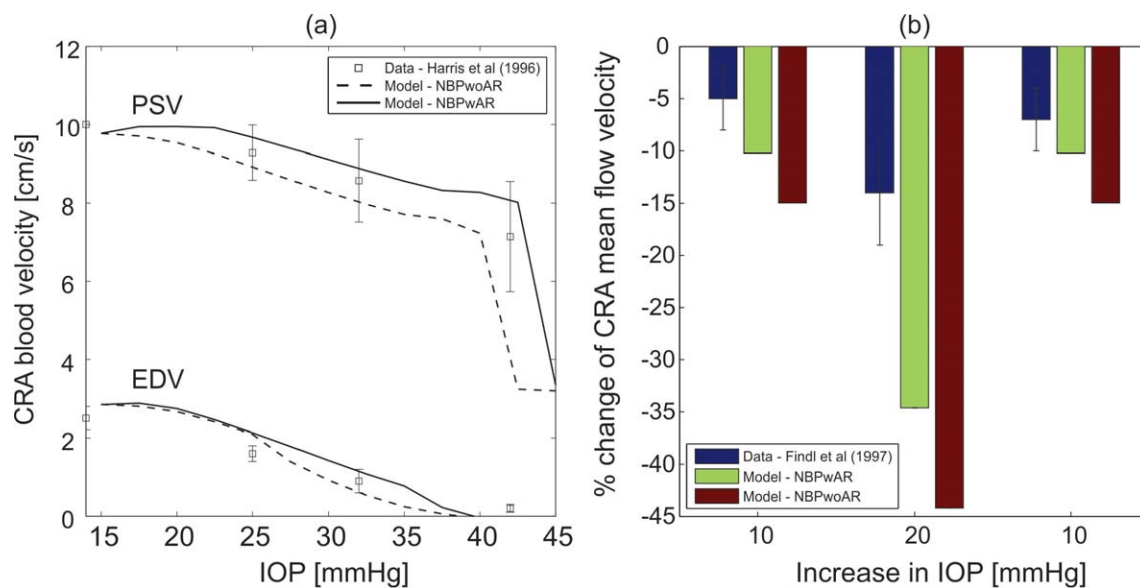 (a)
12
10
8
6
4
2
0
CRA blood velocity [cm/s]
Data - Harris et al (1996)
Model - NBPwoAR
Model - NBPwAR
PSV
EDV
15 20 25 30 35 40 45
IOP [mmHg]
(b)
0
-5
-10
-15
-20
-25
-30
-35
-40
-45
% change of CRA mean flow velocity
Data - Findl et al (1997)
Model - NBPwAR
Model - NBPwoAR
10 20 10
Increase in IOP [mmHg]